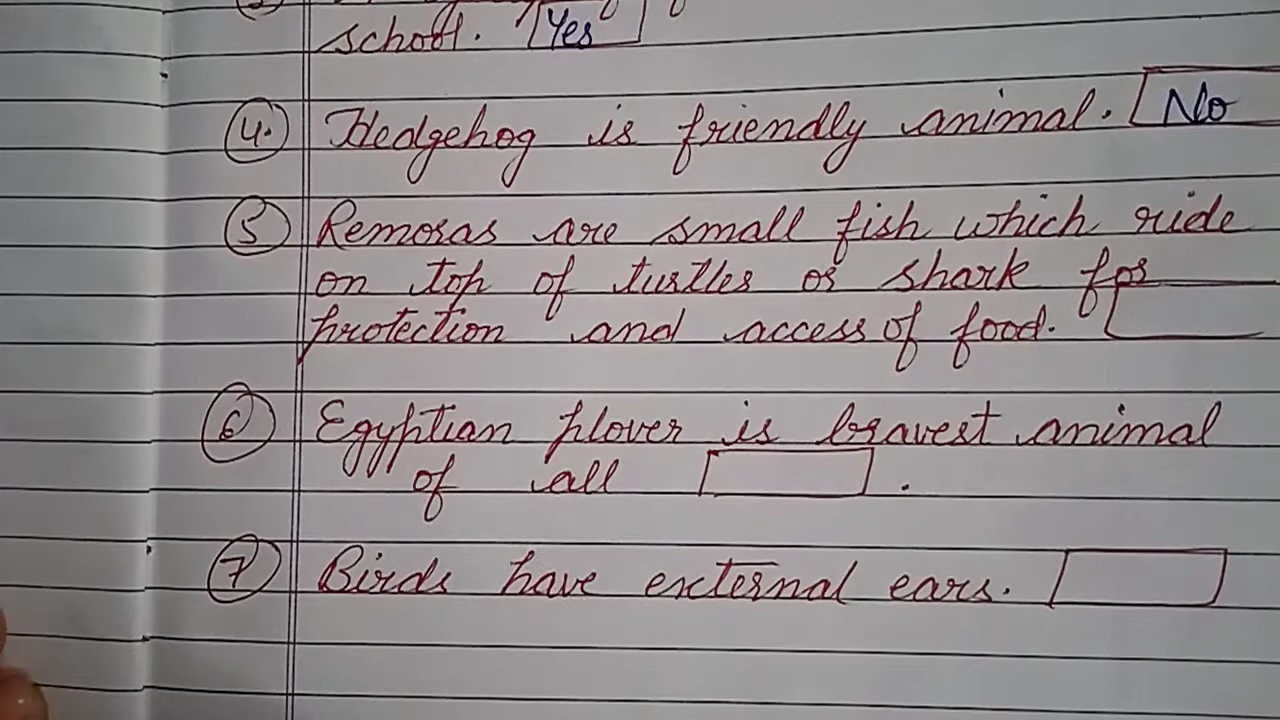 school. Yes
4. Hedgehog is friendly animal. No
5 Remoras are small fish which ride
on top of turtles or shark for
protection and access of food.
6 Egyptian plover is bravest animal
of all .
7 Birds have external ears.